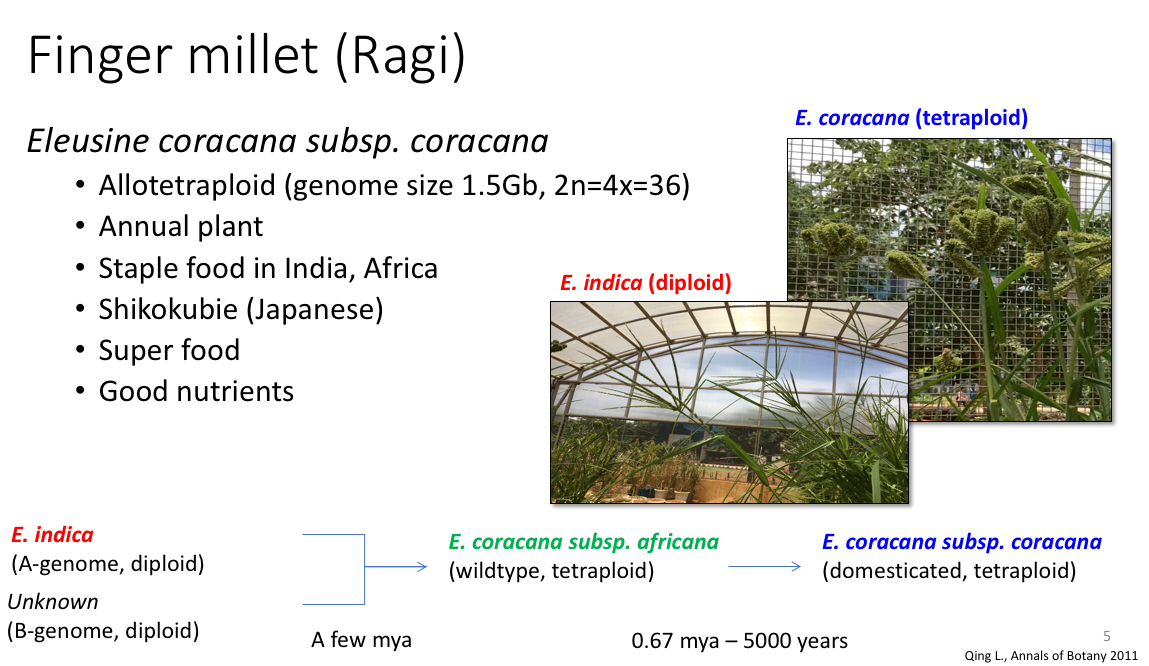 Finger millet (Ragi)
Eleusine coracana subsp. coracana
• Allotetraploid (genome size 1.5Gb, 2n=4x=36)
• Annual plant
• Staple food in India, Africa
• Shikokubie (Japanese)
• Super food
• Good nutrients
E. coracana (tetraploid)
E. indica (diploid)
E. indica
(A-genome, diploid)
Unknown
(B-genome, diploid)
A few mya
E. coracana subsp. africana
(wildtype, tetraploid)
0.67 mya – 5000 years
E. coracana subsp. coracana
(domesticated, tetraploid)
5
Qing L., Annals of Botany 2011